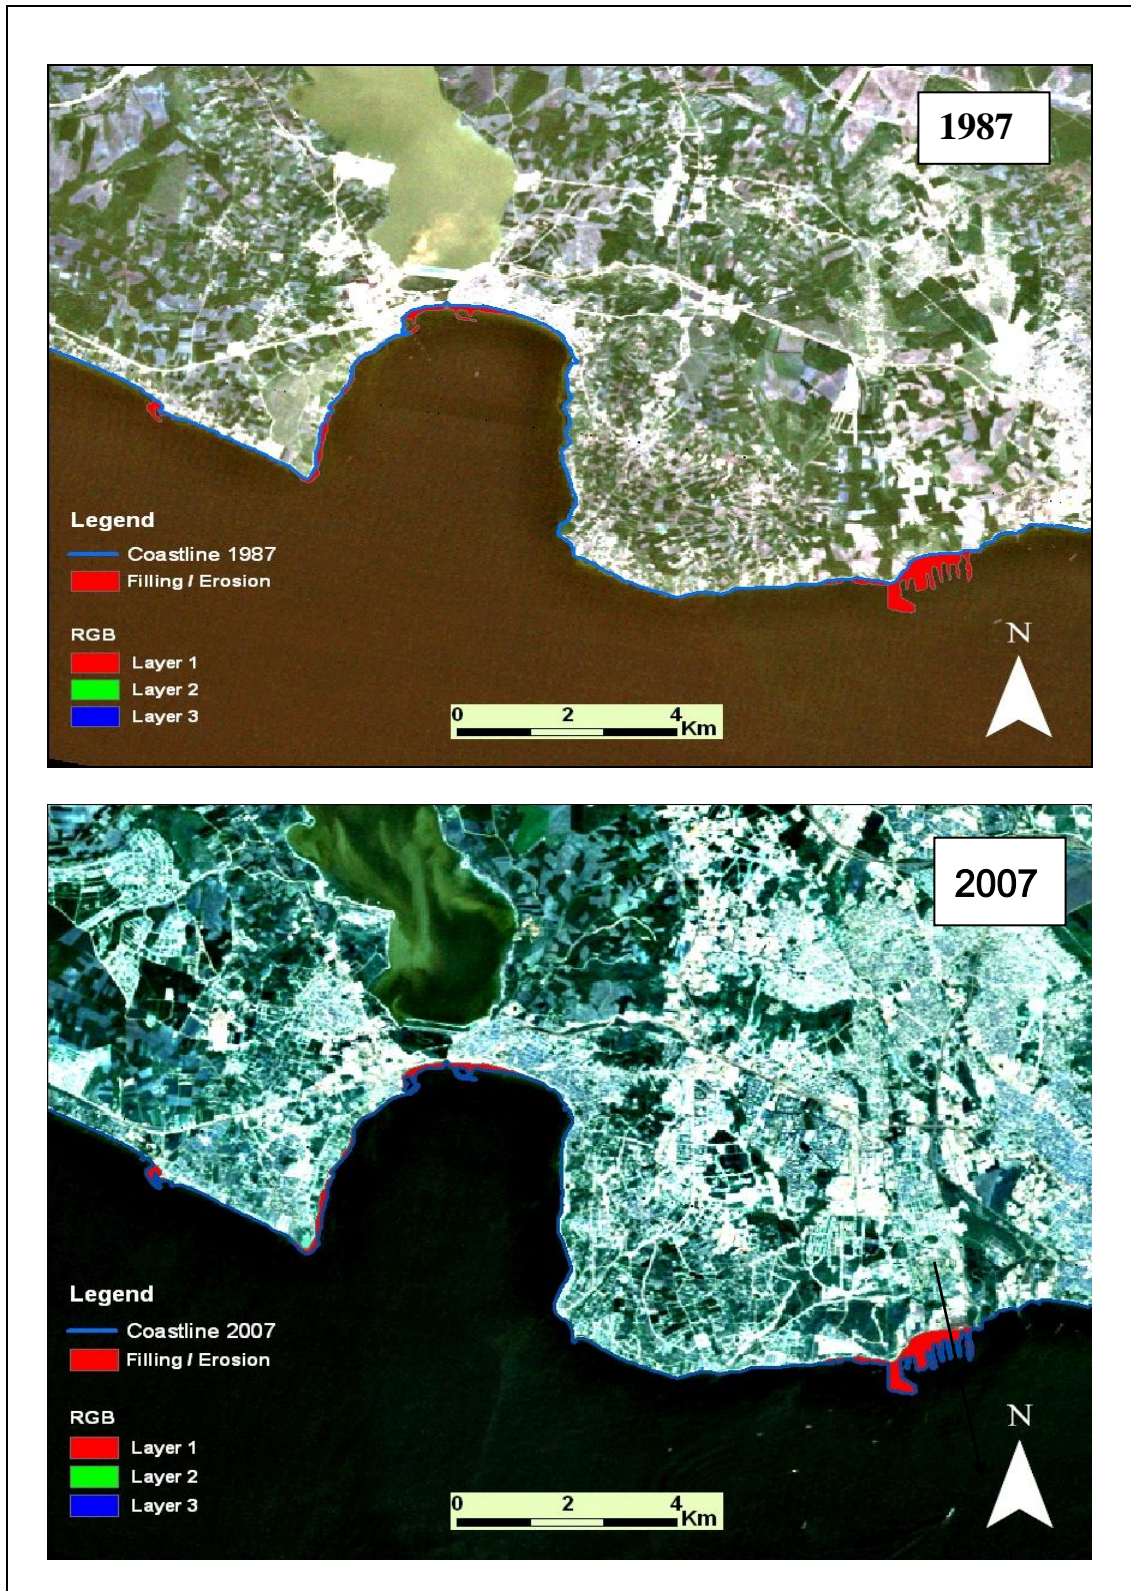 1987
Legend
Coastline 1987
Filling / Erosion
RGB
Layer 1
Layer 2
Layer 3
0 2 4
Km
N
2007
Legend
Coastline 2007
Filling / Erosion
RGB
Layer 1
Layer 2
Layer 3
0 2 4
Km
N